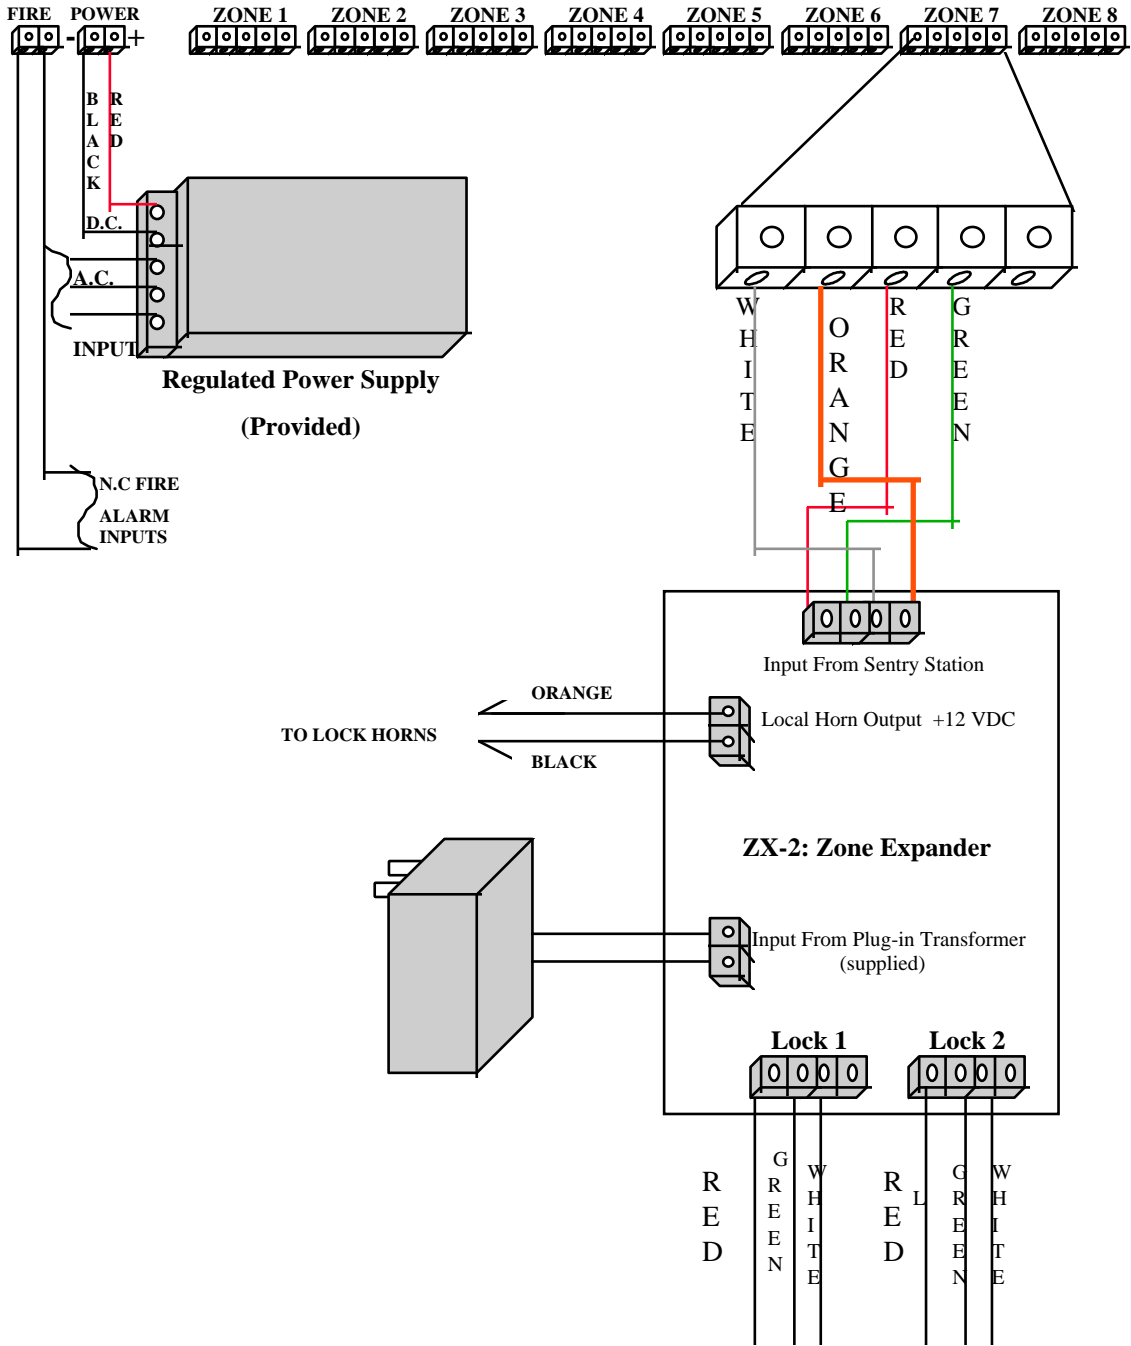 FIRE POWER ZONE 1 ZONE 2 ZONE 3 ZONE 4 ZONE 5 ZONE 6 ZONE 7 ZONE 8
- +
BLACK
RED
D.C.
A.C.
INPUT
Regulated Power Supply
(Provided)
N.C FIRE
ALARM
INPUTS
WHITE
ORANGE
RED
GREEN
Input From Sentry Station
ORANGE
Local Horn Output +12 VDC
TO LOCK HORNS
BLACK
ZX-2: Zone Expander
Input From Plug-in Transformer
(supplied)
Lock 1 Lock 2
RED
GREEN
WHITE
RED
L
GREEN
WHITE